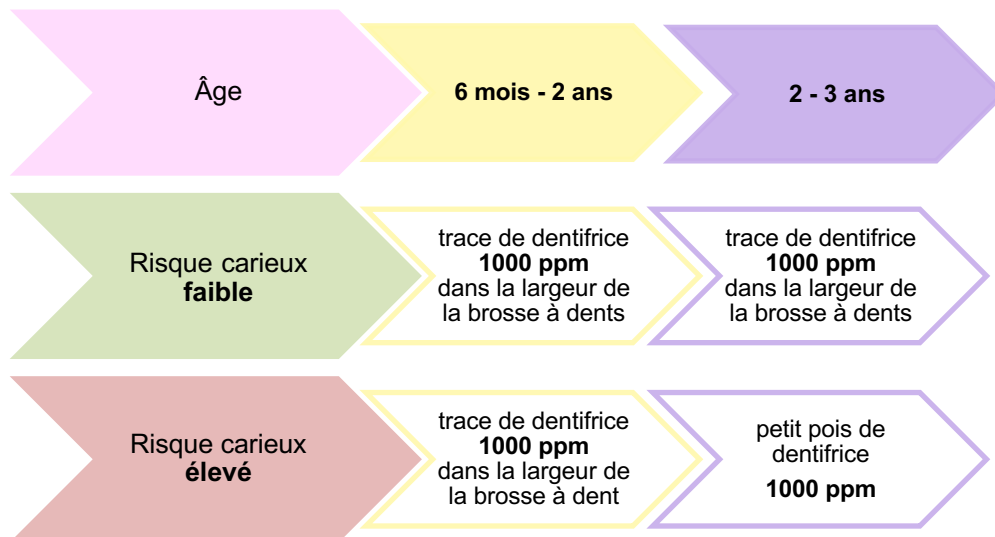 Âge
6 mois - 2 ans
2 - 3 ans
Risque carieux
faible
trace de dentifrice
1000 ppm
dans la largeur de
la brosse à dents
trace de dentifrice
1000 ppm
dans la largeur de
la brosse à dents
Risque carieux
élevé
trace de dentifrice
1000 ppm
dans la largeur de
la brosse à dent
petit pois de
dentifrice
1000 ppm